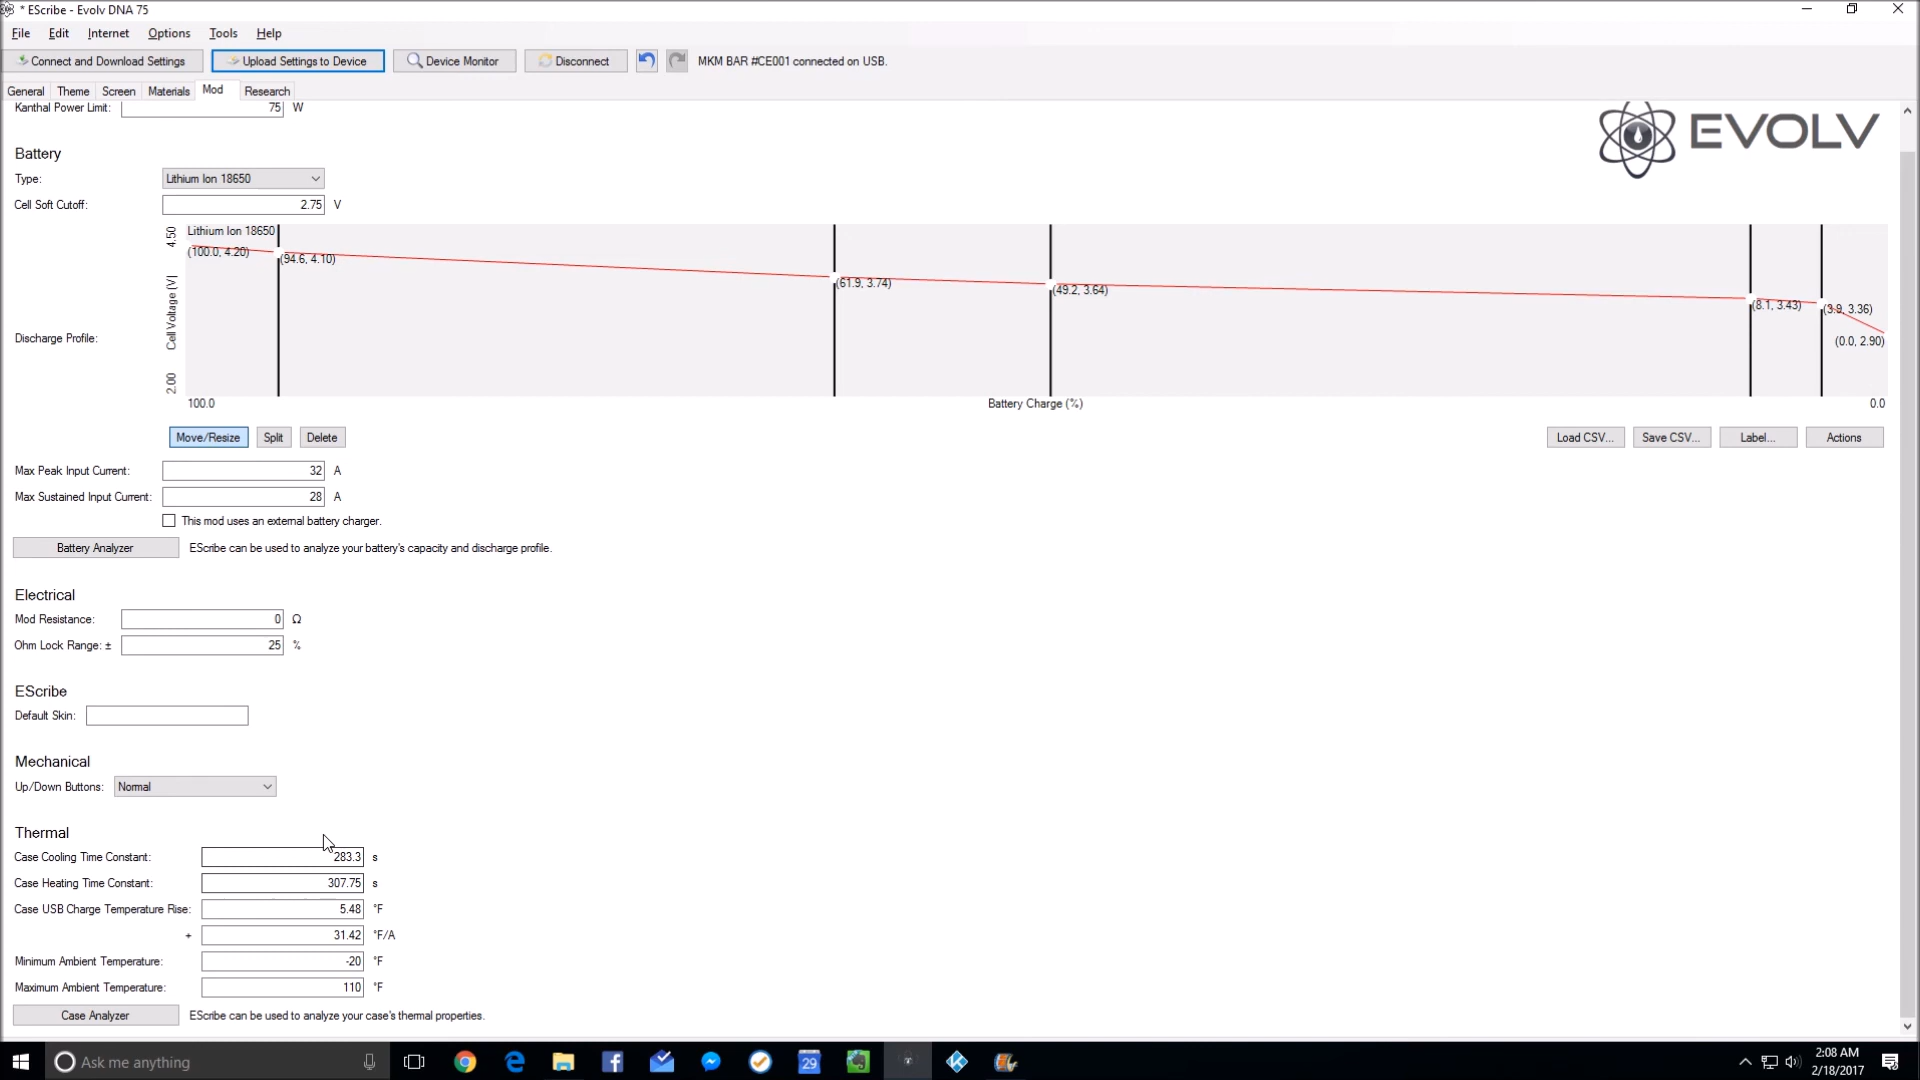 * EScribe - Evolv DNA 75
File Edit Internet Options Tools Help
Connect and Download Settings Upload Settings to Device Device Monitor Disconnect MKM BAR #CE001 connected on USB.
General Theme Screen Materials Mod Research
Kanthal Power Limit: 75 W
EVOLV
Battery
Type: Lithium Ion 18650
Cell Soft Cutoff: 2.75 V
4.50 Lithium Ion 18650
(100.0, 4.20) (94.6, 4.10)
(61.9, 3.74) (49.2, 3.64) (8.1, 3.43) (3.9, 3.36)
Discharge Profile: Cell Voltage (V) (0.0, 2.90)
2.00
100.0 Battery Charge (%) 0.0
Move/Resize Split Delete Load CSV... Save CSV... Label... Actions
Max Peak Input Current: 32 A
Max Sustained Input Current: 28 A
This mod uses an external battery charger.
Battery Analyzer EScribe can be used to analyze your battery's capacity and discharge profile.
Electrical
Mod Resistance: 0 Ω
Ohm Lock Range: ± 25 %
EScribe
Default Skin:
Mechanical
Up/Down Buttons: Normal
Thermal
Case Cooling Time Constant: 283.3 s
Case Heating Time Constant: 307.75 s
Case USB Charge Temperature Rise: 5.48 °F
+ 31.42 °F/A
Minimum Ambient Temperature: -20 °F
Maximum Ambient Temperature: 110 °F
Case Analyzer EScribe can be used to analyze your case's thermal properties.
Ask me anything 29 2:08 AM
2/18/2017